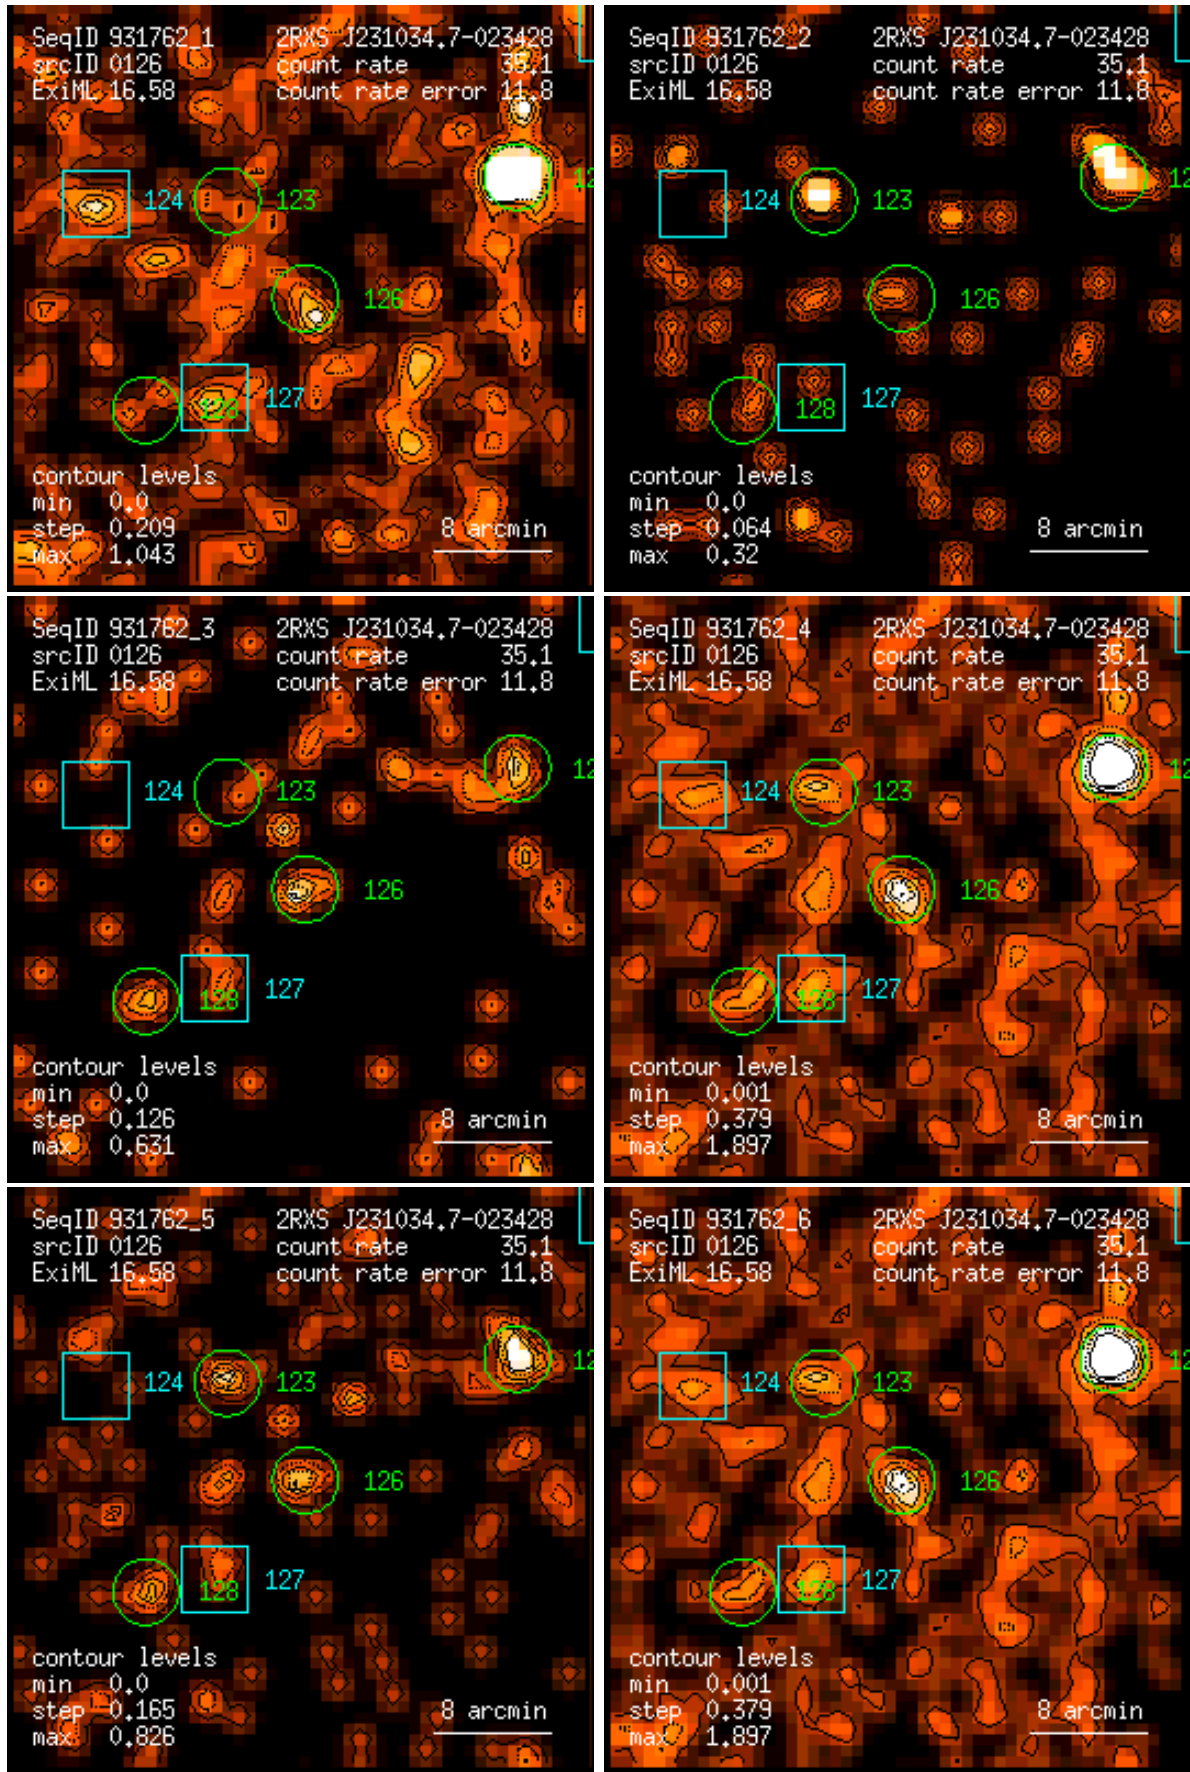 SeqID 931762_1 2RXS J231034.7-023428
srcID 0126 count rate 35.1
ExiML 16.58 count rate error 11.8
124 123 12
126
128 127
contour levels
min 0.0
step 0.209 8 arcmin
max 1.043
SeqID 931762_2 2RXS J231034.7-023428
srcID 0126 count rate 35.1
ExiML 16.58 count rate error 11.8
124 123 12
126
128 127
contour levels
min 0.0
step 0.064 8 arcmin
max 0.32
SeqID 931762_3 2RXS J231034.7-023428
srcID 0126 count rate 35.1
ExiML 16.58 count rate error 11.8
124 123 12
126
128 127
contour levels
min 0.0
step 0.126 8 arcmin
max 0.631
SeqID 931762_4 2RXS J231034.7-023428
srcID 0126 count rate 35.1
ExiML 16.58 count rate error 11.8
124 123 12
126
128 127
contour levels
min 0.001
step 0.379 8 arcmin
max 1.897
SeqID 931762_5 2RXS J231034.7-023428
srcID 0126 count rate 35.1
ExiML 16.58 count rate error 11.8
124 123 12
126
128 127
contour levels
min 0.0
step 0.165 8 arcmin
max 0.826
SeqID 931762_6 2RXS J231034.7-023428
srcID 0126 count rate 35.1
ExiML 16.58 count rate error 11.8
124 123 12
126
128 127
contour levels
min 0.001
step 0.379 8 arcmin
max 1.897